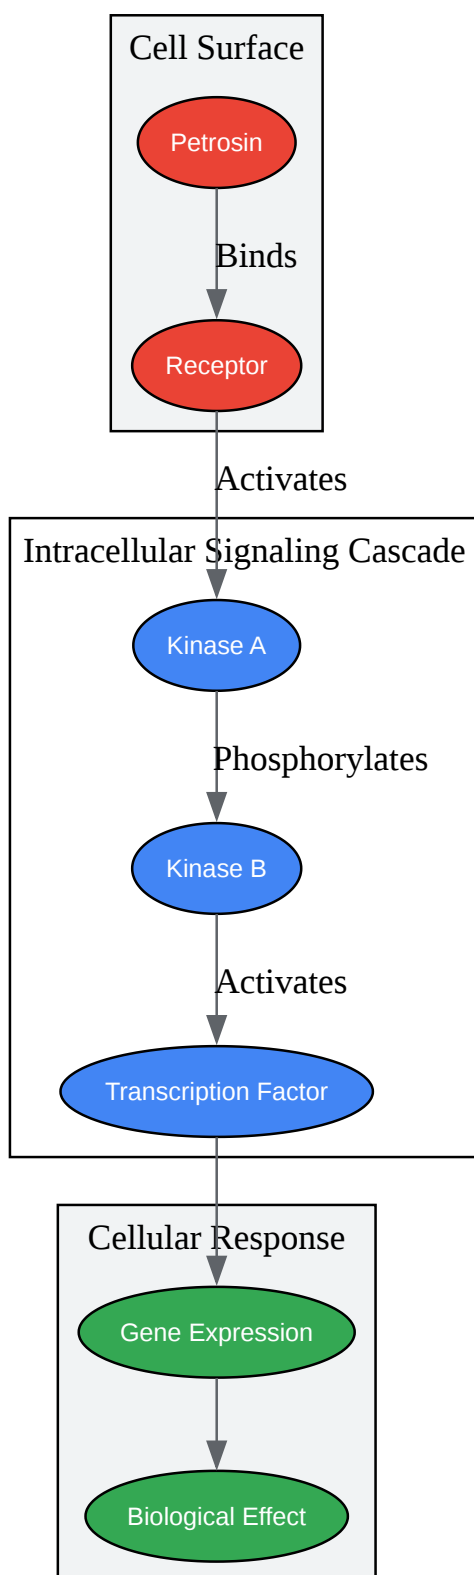 Cell Surface
Petrosin
Binds
Receptor
Activates
Intracellular Signaling Cascade
Kinase A
Phosphorylates
Kinase B
Activates
Transcription Factor
Cellular Response
Gene Expression
Biological Effect